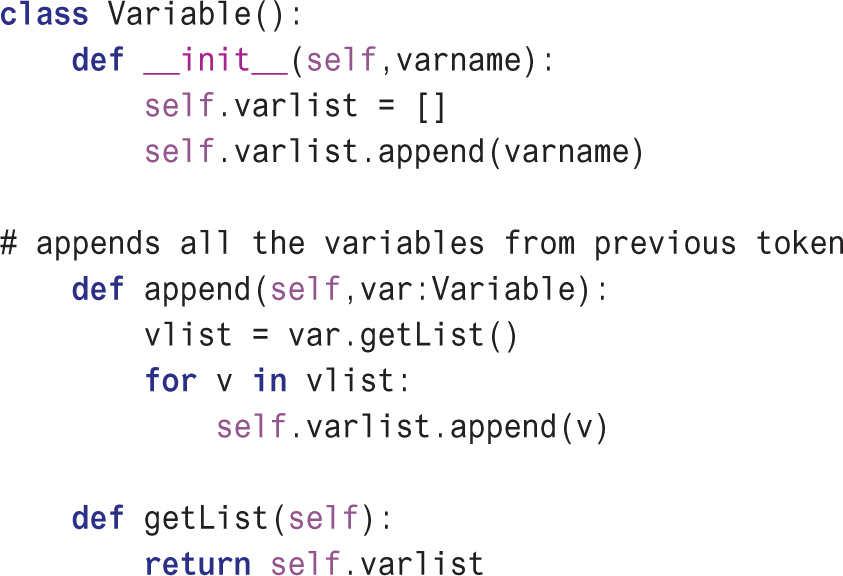 class Variable():
    def __init__(self,varname):
        self.varlist = []
        self.varlist.append(varname)

# appends all the variables from previous token
    def append(self,var:Variable):
        vlist = var.getList()
        for v in vlist:
            self.varlist.append(v)

    def getList(self):
        return self.varlist